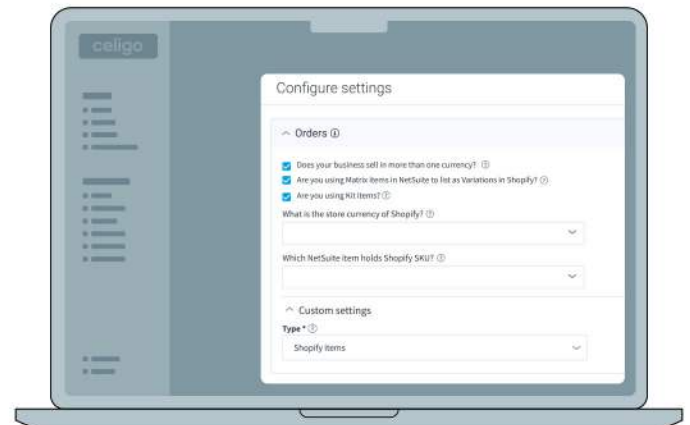 celigo
Configure settings
Orders
Does your business sell in more than one currency?
Are you using Matrix items in NetSuite to list as Variations in Shopify?
Are you using Kit Items?
What is the store currency of Shopify?
Which NetSuite item holds Shopify SKU?
Custom settings
Type *
Shopify Items